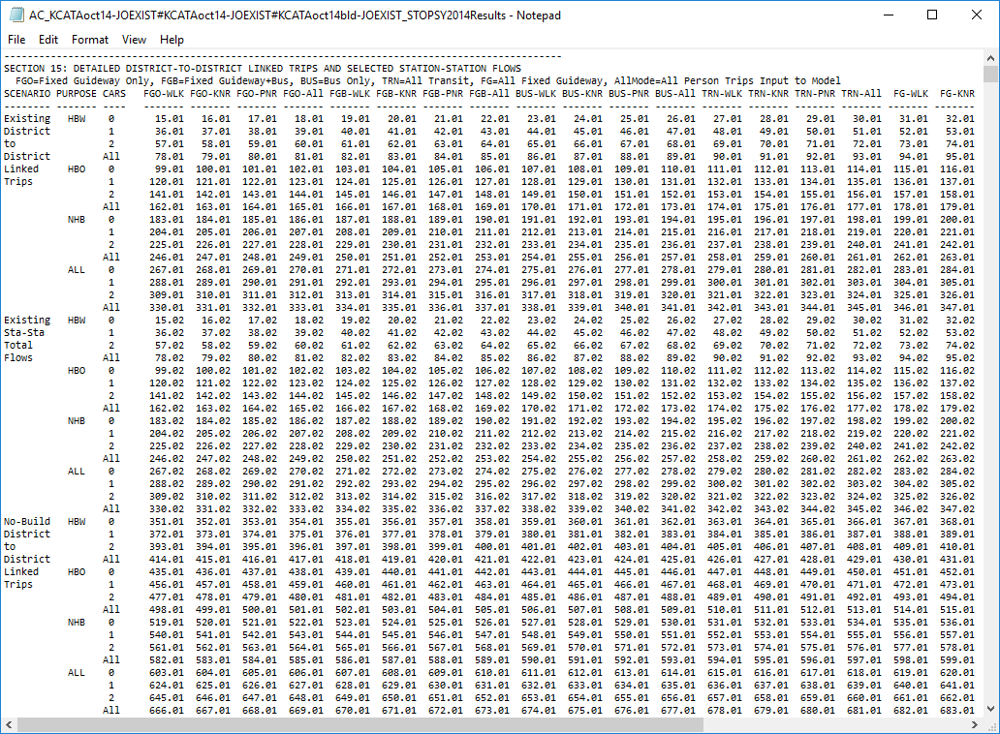 AC_KCATAoct14-JOEXIST#KCATAoct14-JOEXIST#KCATAoct14bld-JOEXIST_STOPSY2014Results - Notepad
File Edit Format View Help
------------------------------------------------------------------------------------------------
SECTION 15: DETAILED DISTRICT-TO-DISTRICT LINKED TRIPS AND SELECTED STATION-STATION FLOWS
FGO=Fixed Guideway Only, FGB=Fixed Guideway+Bus, BUS=Bus Only, TRN=All Transit, FG=All Fixed Guideway, AllMode=All Person Trips Input to Model
SCENARIO PURPOSE CARS FGO-WLK FGO-KNR FGO-PNR FGO-All FGB-WLK FGB-KNR FGB-PNR FGB-All BUS-WLK BUS-KNR BUS-PNR BUS-All TRN-WLK TRN-KNR TRN-PNR TRN-All FG-WLK FG-KNR
-------- ------- ---- ------- ------- ------- ------- ------- ------- ------- ------- ------- ------- ------- ------- ------- ------- ------- ------- ------- -------
Existing HBW 0 15.01 16.01 17.01 18.01 19.01 20.01 21.01 22.01 23.01 24.01 25.01 26.01 27.01 28.01 29.01 30.01 31.01 32.01
District 1 36.01 37.01 38.01 39.01 40.01 41.01 42.01 43.01 44.01 45.01 46.01 47.01 48.01 49.01 50.01 51.01 52.01 53.01
to 2 57.01 58.01 59.01 60.01 61.01 62.01 63.01 64.01 65.01 66.01 67.01 68.01 69.01 70.01 71.01 72.01 73.01 74.01
District All 78.01 79.01 80.01 81.01 82.01 83.01 84.01 85.01 86.01 87.01 88.01 89.01 90.01 91.01 92.01 93.01 94.01 95.01
Linked HBO 0 99.01 100.01 101.01 102.01 103.01 104.01 105.01 106.01 107.01 108.01 109.01 110.01 111.01 112.01 113.01 114.01 115.01 116.01
Trips 1 120.01 121.01 122.01 123.01 124.01 125.01 126.01 127.01 128.01 129.01 130.01 131.01 132.01 133.01 134.01 135.01 136.01 137.01
2 141.01 142.01 143.01 144.01 145.01 146.01 147.01 148.01 149.01 150.01 151.01 152.01 153.01 154.01 155.01 156.01 157.01 158.01
All 162.01 163.01 164.01 165.01 166.01 167.01 168.01 169.01 170.01 171.01 172.01 173.01 174.01 175.01 176.01 177.01 178.01 179.01
NHB 0 183.01 184.01 185.01 186.01 187.01 188.01 189.01 190.01 191.01 192.01 193.01 194.01 195.01 196.01 197.01 198.01 199.01 200.01
1 204.01 205.01 206.01 207.01 208.01 209.01 210.01 211.01 212.01 213.01 214.01 215.01 216.01 217.01 218.01 219.01 220.01 221.01
2 225.01 226.01 227.01 228.01 229.01 230.01 231.01 232.01 233.01 234.01 235.01 236.01 237.01 238.01 239.01 240.01 241.01 242.01
All 246.01 247.01 248.01 249.01 250.01 251.01 252.01 253.01 254.01 255.01 256.01 257.01 258.01 259.01 260.01 261.01 262.01 263.01
ALL 0 267.01 268.01 269.01 270.01 271.01 272.01 273.01 274.01 275.01 276.01 277.01 278.01 279.01 280.01 281.01 282.01 283.01 284.01
1 288.01 289.01 290.01 291.01 292.01 293.01 294.01 295.01 296.01 297.01 298.01 299.01 300.01 301.01 302.01 303.01 304.01 305.01
2 309.01 310.01 311.01 312.01 313.01 314.01 315.01 316.01 317.01 318.01 319.01 320.01 321.01 322.01 323.01 324.01 325.01 326.01
All 330.01 331.01 332.01 333.01 334.01 335.01 336.01 337.01 338.01 339.01 340.01 341.01 342.01 343.01 344.01 345.01 346.01 347.01
Existing HBW 0 15.02 16.02 17.02 18.02 19.02 20.02 21.02 22.02 23.02 24.02 25.02 26.02 27.02 28.02 29.02 30.02 31.02 32.02
Sta-Sta 1 36.02 37.02 38.02 39.02 40.02 41.02 42.02 43.02 44.02 45.02 46.02 47.02 48.02 49.02 50.02 51.02 52.02 53.02
Total 2 57.02 58.02 59.02 60.02 61.02 62.02 63.02 64.02 65.02 66.02 67.02 68.02 69.02 70.02 71.02 72.02 73.02 74.02
Flows All 78.02 79.02 80.02 81.02 82.02 83.02 84.02 85.02 86.02 87.02 88.02 89.02 90.02 91.02 92.02 93.02 94.02 95.02
HBO 0 99.02 100.02 101.02 102.02 103.02 104.02 105.02 106.02 107.02 108.02 109.02 110.02 111.02 112.02 113.02 114.02 115.02 116.02
1 120.02 121.02 122.02 123.02 124.02 125.02 126.02 127.02 128.02 129.02 130.02 131.02 132.02 133.02 134.02 135.02 136.02 137.02
2 141.02 142.02 143.02 144.02 145.02 146.02 147.02 148.02 149.02 150.02 151.02 152.02 153.02 154.02 155.02 156.02 157.02 158.02
All 162.02 163.02 164.02 165.02 166.02 167.02 168.02 169.02 170.02 171.02 172.02 173.02 174.02 175.02 176.02 177.02 178.02 179.02
NHB 0 183.02 184.02 185.02 186.02 187.02 188.02 189.02 190.02 191.02 192.02 193.02 194.02 195.02 196.02 197.02 198.02 199.02 200.02
1 204.02 205.02 206.02 207.02 208.02 209.02 210.02 211.02 212.02 213.02 214.02 215.02 216.02 217.02 218.02 219.02 220.02 221.02
2 225.02 226.02 227.02 228.02 229.02 230.02 231.02 232.02 233.02 234.02 235.02 236.02 237.02 238.02 239.02 240.02 241.02 242.02
All 246.02 247.02 248.02 249.02 250.02 251.02 252.02 253.02 254.02 255.02 256.02 257.02 258.02 259.02 260.02 261.02 262.02 263.02
ALL 0 267.02 268.02 269.02 270.02 271.02 272.02 273.02 274.02 275.02 276.02 277.02 278.02 279.02 280.02 281.02 282.02 283.02 284.02
1 288.02 289.02 290.02 291.02 292.02 293.02 294.02 295.02 296.02 297.02 298.02 299.02 300.02 301.02 302.02 303.02 304.02 305.02
2 309.02 310.02 311.02 312.02 313.02 314.02 315.02 316.02 317.02 318.02 319.02 320.02 321.02 322.02 323.02 324.02 325.02 326.02
All 330.02 331.02 332.02 333.02 334.02 335.02 336.02 337.02 338.02 339.02 340.02 341.02 342.02 343.02 344.02 345.02 346.02 347.02
No-Build HBW 0 351.01 352.01 353.01 354.01 355.01 356.01 357.01 358.01 359.01 360.01 361.01 362.01 363.01 364.01 365.01 366.01 367.01 368.01
District 1 372.01 373.01 374.01 375.01 376.01 377.01 378.01 379.01 380.01 381.01 382.01 383.01 384.01 385.01 386.01 387.01 388.01 389.01
to 2 393.01 394.01 395.01 396.01 397.01 398.01 399.01 400.01 401.01 402.01 403.01 404.01 405.01 406.01 407.01 408.01 409.01 410.01
District All 414.01 415.01 416.01 417.01 418.01 419.01 420.01 421.01 422.01 423.01 424.01 425.01 426.01 427.01 428.01 429.01 430.01 431.01
Linked HBO 0 435.01 436.01 437.01 438.01 439.01 440.01 441.01 442.01 443.01 444.01 445.01 446.01 447.01 448.01 449.01 450.01 451.01 452.01
Trips 1 456.01 457.01 458.01 459.01 460.01 461.01 462.01 463.01 464.01 465.01 466.01 467.01 468.01 469.01 470.01 471.01 472.01 473.01
2 477.01 478.01 479.01 480.01 481.01 482.01 483.01 484.01 485.01 486.01 487.01 488.01 489.01 490.01 491.01 492.01 493.01 494.01
All 498.01 499.01 500.01 501.01 502.01 503.01 504.01 505.01 506.01 507.01 508.01 509.01 510.01 511.01 512.01 513.01 514.01 515.01
NHB 0 519.01 520.01 521.01 522.01 523.01 524.01 525.01 526.01 527.01 528.01 529.01 530.01 531.01 532.01 533.01 534.01 535.01 536.01
1 540.01 541.01 542.01 543.01 544.01 545.01 546.01 547.01 548.01 549.01 550.01 551.01 552.01 553.01 554.01 555.01 556.01 557.01
2 561.01 562.01 563.01 564.01 565.01 566.01 567.01 568.01 569.01 570.01 571.01 572.01 573.01 574.01 575.01 576.01 577.01 578.01
All 582.01 583.01 584.01 585.01 586.01 587.01 588.01 589.01 590.01 591.01 592.01 593.01 594.01 595.01 596.01 597.01 598.01 599.01
ALL 0 603.01 604.01 605.01 606.01 607.01 608.01 609.01 610.01 611.01 612.01 613.01 614.01 615.01 616.01 617.01 618.01 619.01 620.01
1 624.01 625.01 626.01 627.01 628.01 629.01 630.01 631.01 632.01 633.01 634.01 635.01 636.01 637.01 638.01 639.01 640.01 641.01
2 645.01 646.01 647.01 648.01 649.01 650.01 651.01 652.01 653.01 654.01 655.01 656.01 657.01 658.01 659.01 660.01 661.01 662.01
All 666.01 667.01 668.01 669.01 670.01 671.01 672.01 673.01 674.01 675.01 676.01 677.01 678.01 679.01 680.01 681.01 682.01 683.01